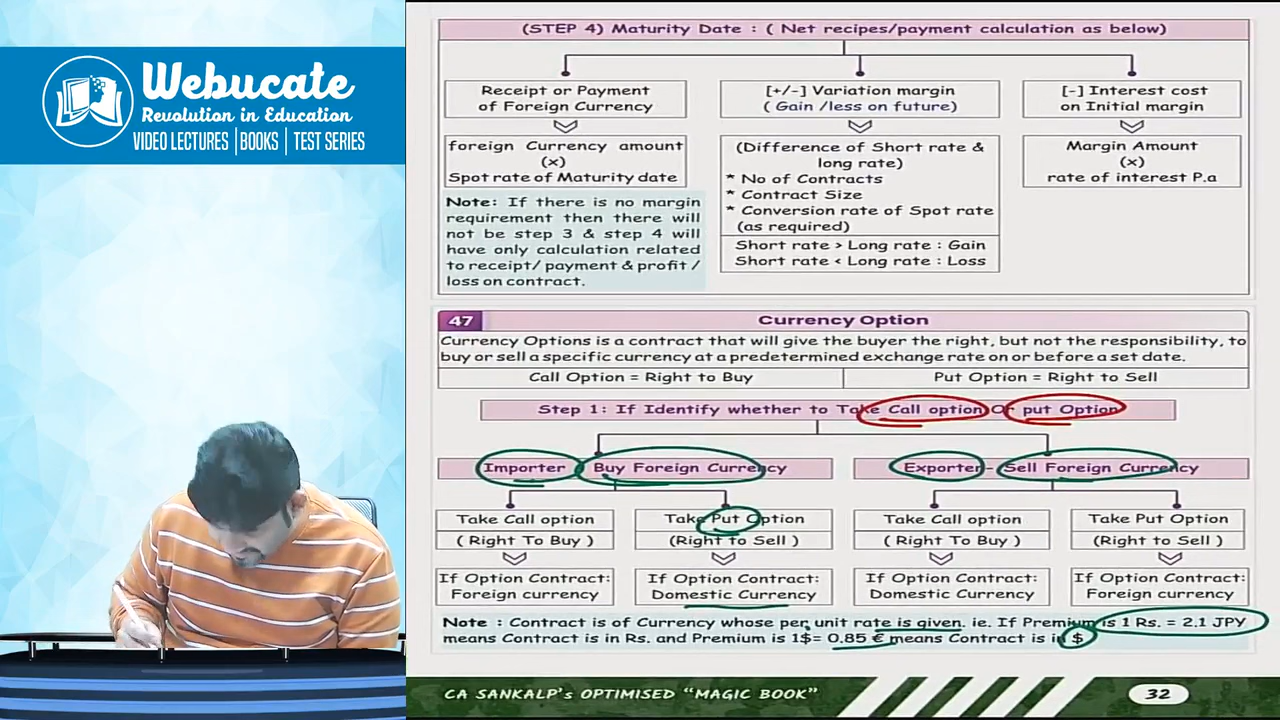 Webucate
Revolution in Education
VIDEO LECTURES | BOOKS | TEST SERIES
(STEP 4) Maturity Date : ( Net recipes/payment calculation as below)
Receipt or Payment
of Foreign Currency
foreign Currency amount
(x)
Spot rate of Maturity date
Note: If there is no margin
requirement then there will
not be step 3 & step 4 will
have only calculation related
to receipt/ payment & profit /
loss on contract.
[+/-] Variation margin
( Gain /less on future)
(Difference of Short rate &
long rate)
* No of Contracts
* Contract Size
* Conversion rate of Spot rate
(as required)
Short rate > Long rate : Gain
Short rate < Long rate : Loss
[-] Interest cost
on Initial margin
Margin Amount
(x)
rate of interest P.a
47 Currency Option
Currency Options is a contract that will give the buyer the right, but not the responsibility, to
buy or sell a specific currency at a predetermined exchange rate on or before a set date.
Call Option = Right to Buy
Put Option = Right to Sell
Step 1: If Identify whether to Take Call option Or put Option
Importer Buy Foreign Currency
Exporter- Sell Foreign Currency
Take Call option
( Right To Buy )
If Option Contract:
Foreign currency
Take Put Option
(Right to Sell )
If Option Contract:
Domestic Currency
Take Call option
( Right To Buy )
If Option Contract:
Domestic Currency
Take Put Option
(Right to Sell )
If Option Contract:
Foreign currency
Note : Contract is of Currency whose per unit rate is given. ie. If Premium is 1 Rs. = 2.1 JPY
means Contract is in Rs. and Premium is 1$= 0.85 € means Contract is in $
CA SANKALP's OPTIMISED "MAGIC BOOK"
32